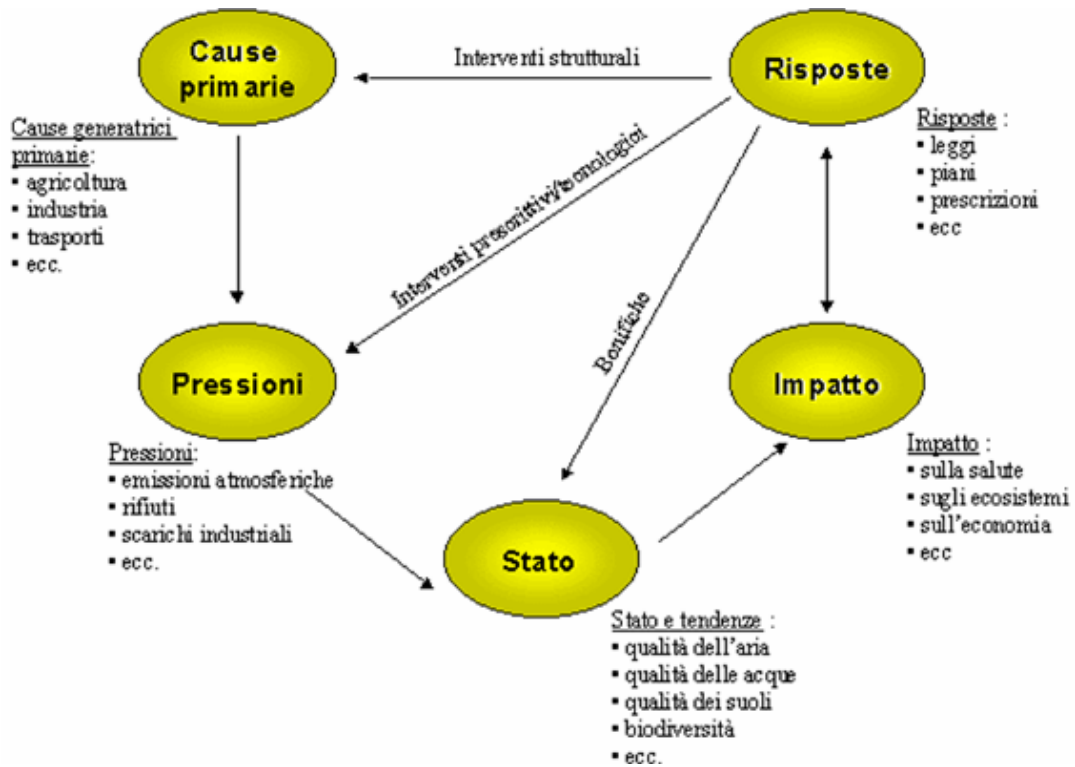 Cause
primarie
Interventi strutturali
Risposte
Cause generatrici
primarie:
▪ agricoltura
▪ industria
▪ trasporti
▪ ecc.
Risposte :
▪ leggi
▪ piani
▪ prescrizioni
▪ ecc
Interventi prescrittivi/tecnologici
Bonifiche
Pressioni
Impatto
Pressioni:
▪ emissioni atmosferiche
▪ rifiuti
▪ scarichi industriali
▪ ecc.
Impatto :
▪ sulla salute
▪ sugli ecosistemi
▪ sull'economia
▪ ecc
Stato
Stato e tendenze :
▪ qualità dell'aria
▪ qualità delle acque
▪ qualità dei suoli
▪ biodiversità
▪ ecc.